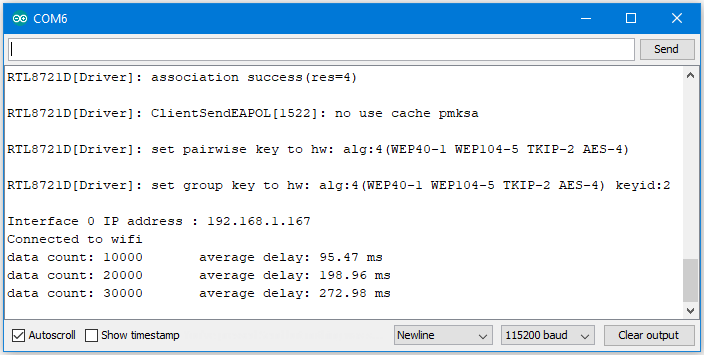 COM6
Send
RTL8721D[Driver]: association success(res=4)
RTL8721D[Driver]: ClientSendEAPOL[1522]: no use cache pmksa
RTL8721D[Driver]: set pairwise key to hw: alg:4(WEP40-1 WEP104-5 TKIP-2 AES-4)
RTL8721D[Driver]: set group key to hw: alg:4(WEP40-1 WEP104-5 TKIP-2 AES-4) keyid:2
Interface 0 IP address : 192.168.1.167
Connected to wifi
data count: 10000 average delay: 95.47 ms
data count: 20000 average delay: 198.96 ms
data count: 30000 average delay: 272.98 ms
Autoscroll Show timestamp Newline 115200 baud Clear output